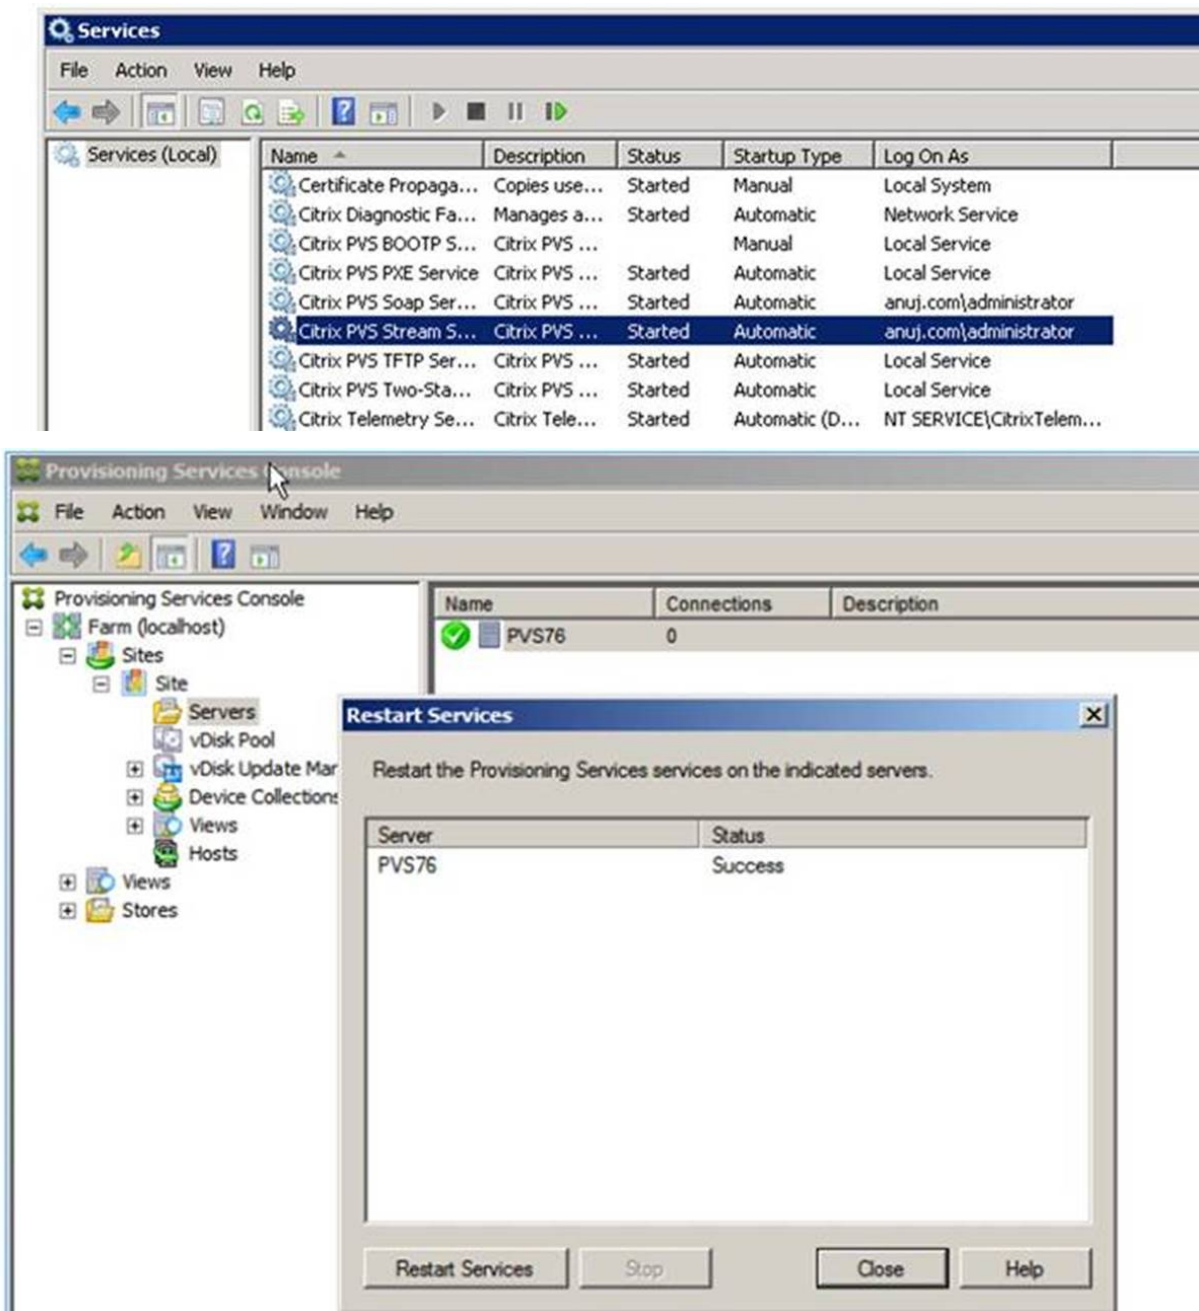 Services
File Action View Help
Services (Local)
Name Description Status Startup Type Log On As
Certificate Propaga... Copies use... Started Manual Local System
Citrix Diagnostic Fa... Manages a... Started Automatic Network Service
Citrix PVS BOOTP S... Citrix PVS ... Manual Local Service
Citrix PVS PXE Service Citrix PVS ... Started Automatic Local Service
Citrix PVS Soap Ser... Citrix PVS ... Started Automatic anuj.com\administrator
Citrix PVS Stream S... Citrix PVS ... Started Automatic anuj.com\administrator
Citrix PVS TFTP Ser... Citrix PVS ... Started Automatic Local Service
Citrix PVS Two-Sta... Citrix PVS ... Started Automatic Local Service
Citrix Telemetry Se... Citrix Tele... Started Automatic (D... NT SERVICE\CitrixTelem...
Provisioning Services Console
File Action View Window Help
Provisioning Services Console
Farm (localhost)
Sites
Site
Servers
vDisk Pool
vDisk Update Mar
Device Collections
Views
Hosts
Views
Stores
Name Connections Description
PVS76 0
Restart Services
Restart the Provisioning Services services on the indicated servers.
Server Status
PVS76 Success
Restart Services Stop Close Help